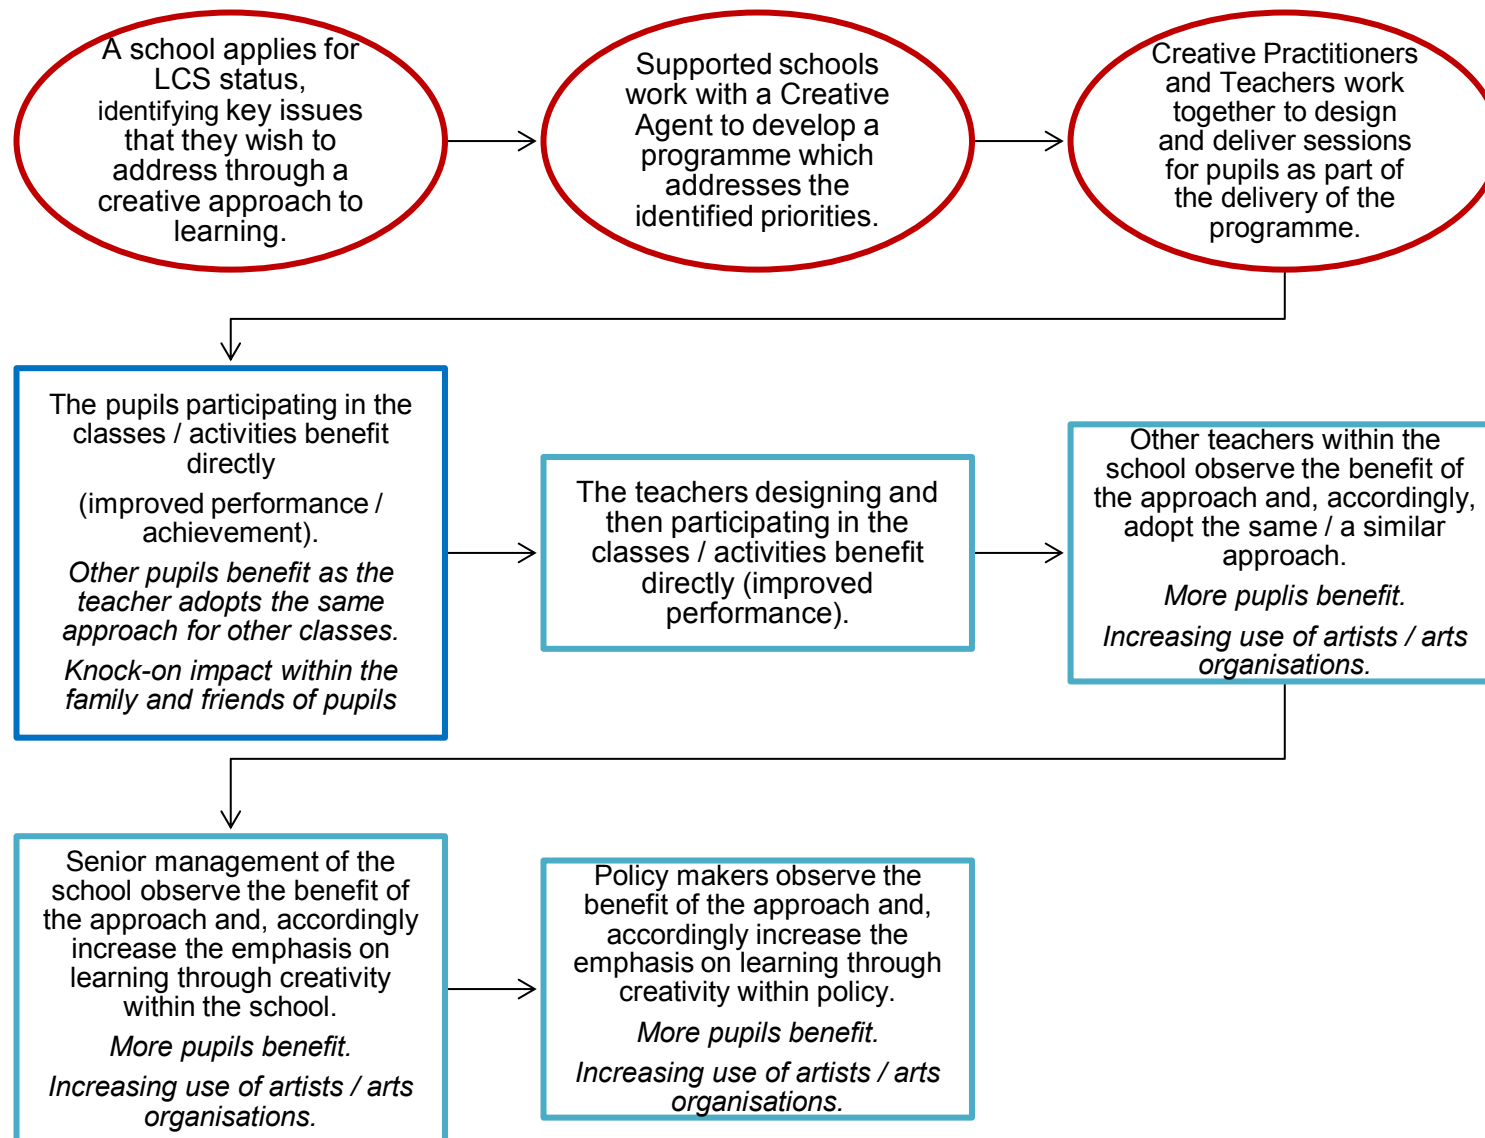 A school applies for
LCS status,
identifying key issues
that they wish to
address through a
creative approach to
learning.
Supported schools
work with a Creative
Agent to develop a
programme which
addresses the
identified priorities.
Creative Practitioners
and Teachers work
together to design
and deliver sessions
for pupils as part of
the delivery of the
programme.
The pupils participating in the
classes / activities benefit
directly
(improved performance /
achievement).
Other pupils benefit as the
teacher adopts the same
approach for other classes.
Knock-on impact within the
family and friends of pupils
The teachers designing and
then participating in the
classes / activities benefit
directly (improved
performance).
Other teachers within the
school observe the benefit of
the approach and, accordingly,
adopt the same / a similar
approach.
More puplis benefit.
Increasing use of artists / arts
organisations.
Senior management of the
school observe the benefit of
the approach and, accordingly
increase the emphasis on
learning through creativity
within the school.
More pupils benefit.
Increasing use of artists / arts
organisations.
Policy makers observe the
benefit of the approach and,
accordingly increase the
emphasis on learning through
creativity within policy.
More pupils benefit.
Increasing use of artists / arts
organisations.